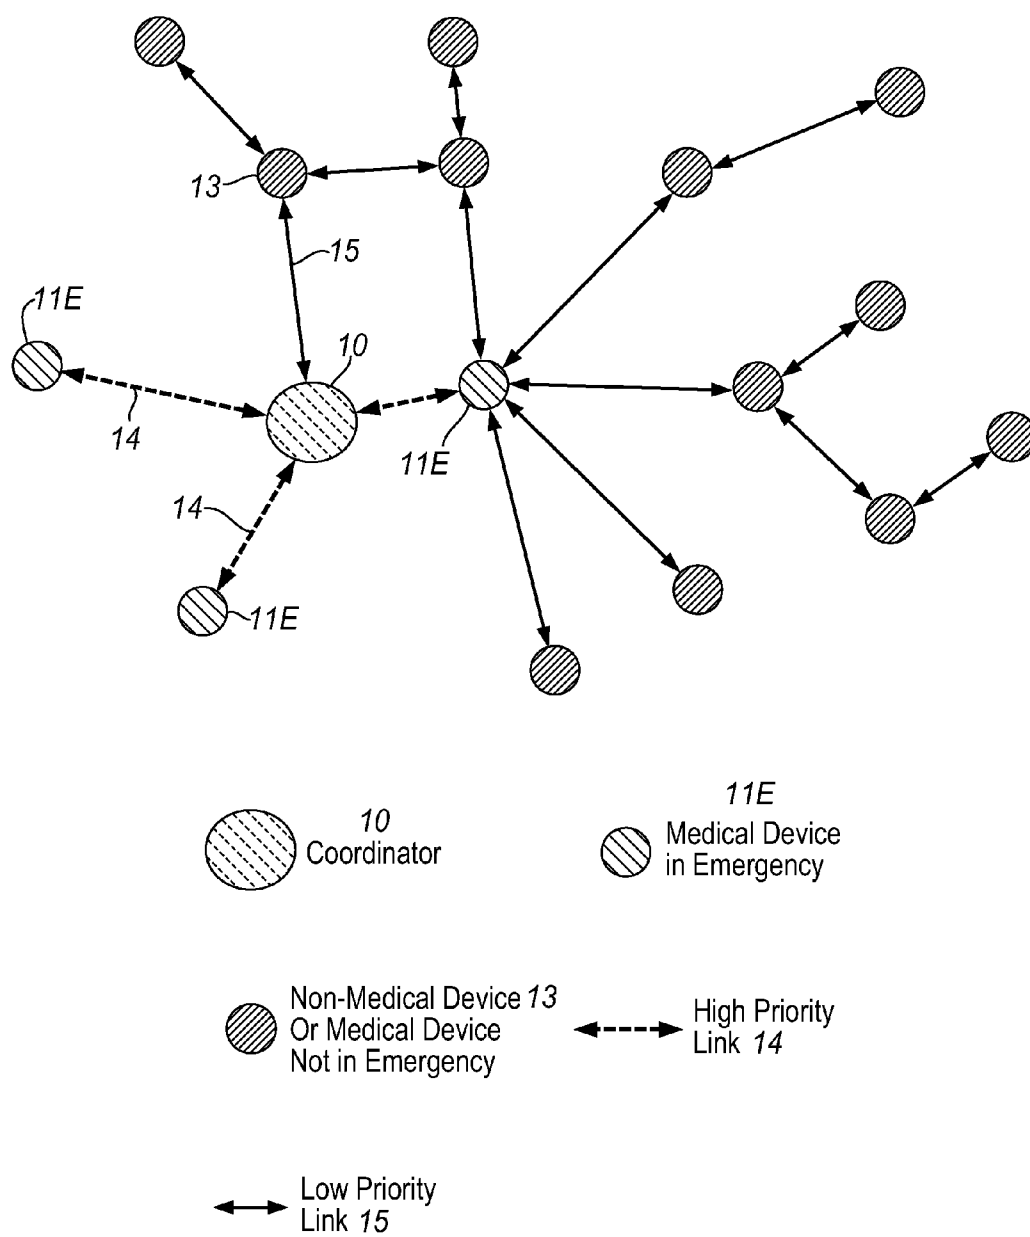 13
15
11E
10
14
11E
14
11E
10
Coordinator
11E
Medical Device
in Emergency
Non-Medical Device 13
Or Medical Device
Not in Emergency
High Priority
Link 14
Low Priority
Link 15